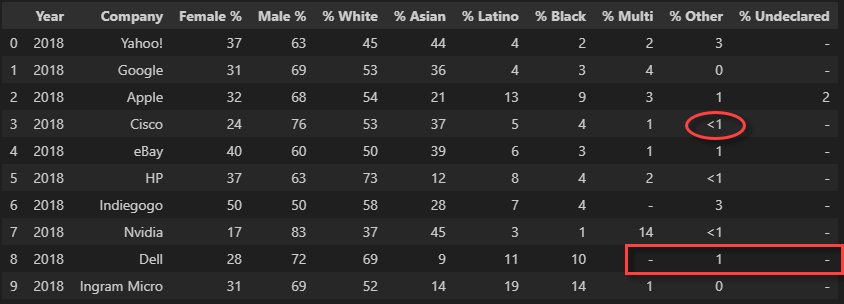 Year Company Female % Male % % White % Asian % Latino % Black % Multi % Other % Undeclared
0 2018 Yahoo! 37 63 45 44 4 2 2 3 -
1 2018 Google 31 69 53 36 4 3 4 0 -
2 2018 Apple 32 68 54 21 13 9 3 1 2
3 2018 Cisco 24 76 53 37 5 4 1 <1 -
4 2018 eBay 40 60 50 39 6 3 1 1 -
5 2018 HP 37 63 73 12 8 4 2 <1 -
6 2018 Indiegogo 50 50 58 28 7 4 - 3 -
7 2018 Nvidia 17 83 37 45 3 1 14 <1 -
8 2018 Dell 28 72 69 9 11 10 - 1 -
9 2018 Ingram Micro 31 69 52 14 19 14 1 0 -